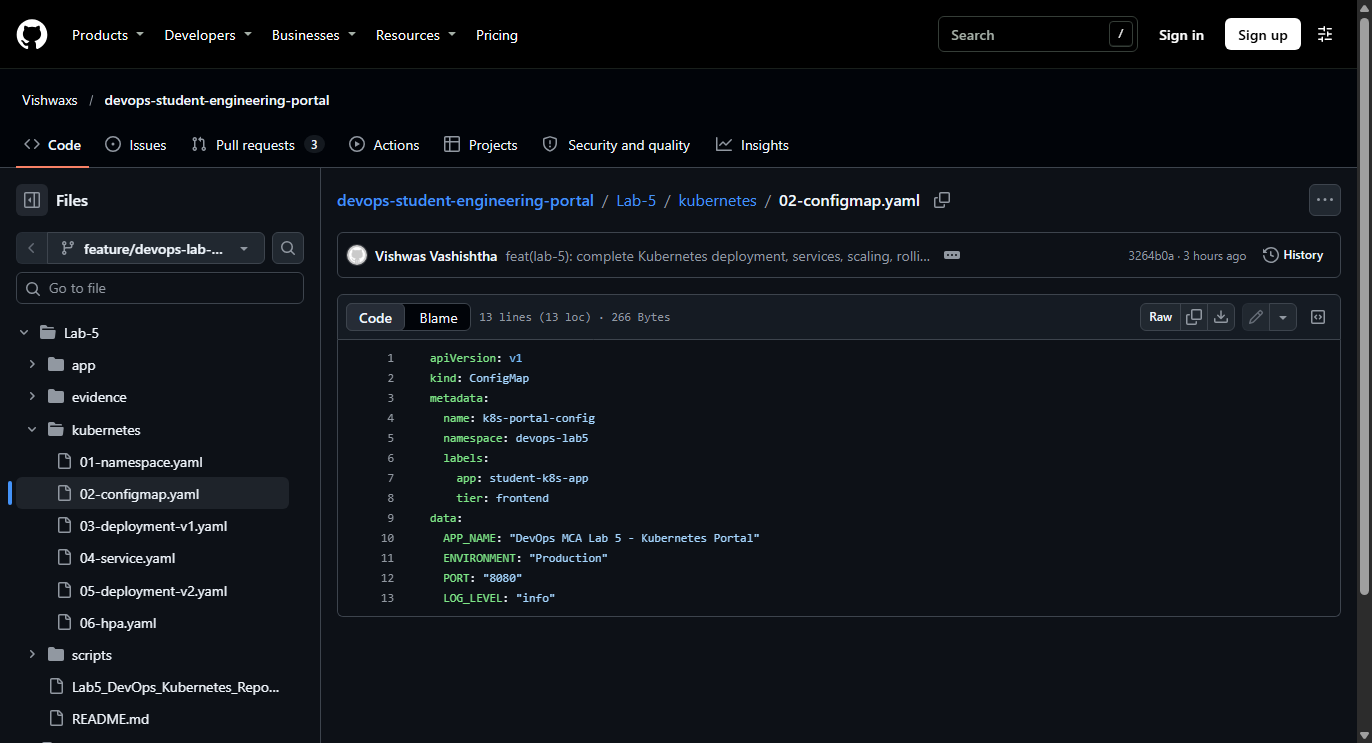 Products Developers Businesses Resources Pricing Search / Sign in Sign up
Vishwaxs / devops-student-engineering-portal
Code Issues Pull requests 3 Actions Projects Security and quality Insights
Files
feature/devops-lab-...
Go to file
Lab-5
app
evidence
kubernetes
01-namespace.yaml
02-configmap.yaml
03-deployment-v1.yaml
04-service.yaml
05-deployment-v2.yaml
06-hpa.yaml
scripts
Lab5_DevOps_Kubernetes_Repo...
README.md
devops-student-engineering-portal / Lab-5 / kubernetes / 02-configmap.yaml
Vishwas Vashishtha feat(lab-5): complete Kubernetes deployment, services, scaling, rolli... 3264b0a · 3 hours ago History
Code Blame 13 lines (13 loc) · 266 Bytes Raw
1 apiVersion: v1
2 kind: ConfigMap
3 metadata:
4 name: k8s-portal-config
5 namespace: devops-lab5
6 labels:
7 app: student-k8s-app
8 tier: frontend
9 data:
10 APP_NAME: "DevOps MCA Lab 5 - Kubernetes Portal"
11 ENVIRONMENT: "Production"
12 PORT: "8080"
13 LOG_LEVEL: "info"